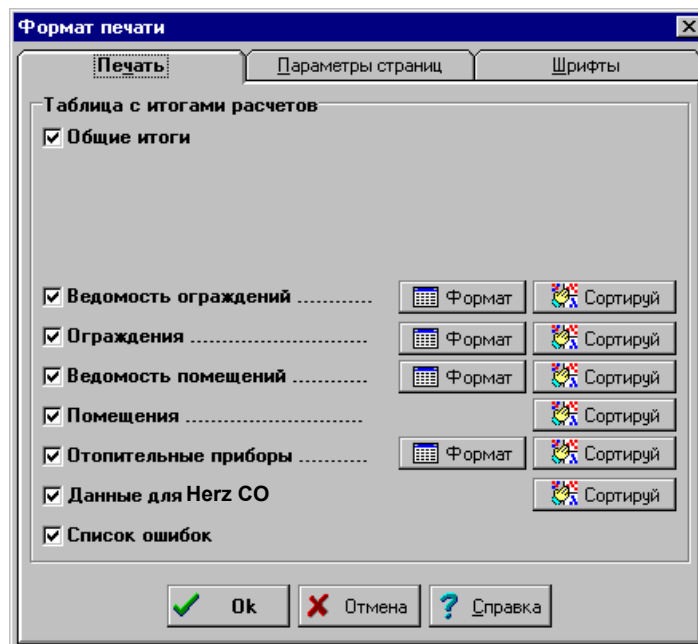 Формат печати
Печать Параметры страниц Шрифты
Таблица с итогами расчетов
Общие итоги
Ведомость ограждений ........... Формат Сортируй
Ограждения ........................... Формат Сортируй
Ведомость помещений ........... Формат Сортируй
Помещения ........................... Сортируй
Отопительные приборы ......... Формат Сортируй
Данные для Herz CO Сортируй
Список ошибок
Ok Отмена Справка